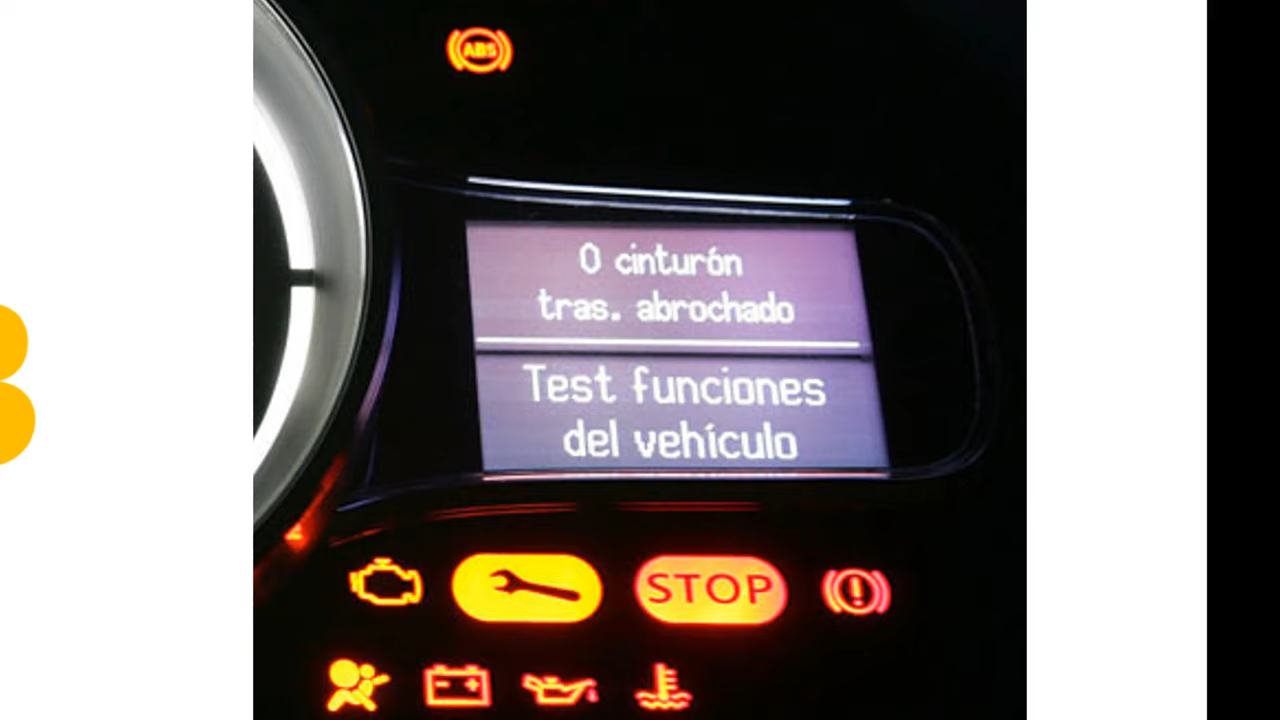 ABS
0 cinturón
tras. abrochado
Test funciones
del vehículo
STOP